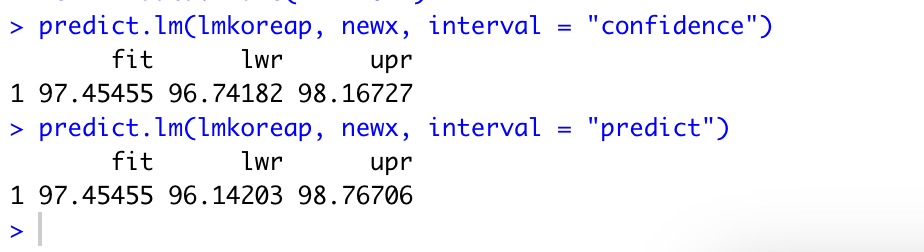 > predict.lm(lmkoreap, newx, interval = "confidence")
fit lwr upr
1 97.45455 96.74182 98.16727
> predict.lm(lmkoreap, newx, interval = "predict")
fit lwr upr
1 97.45455 96.14203 98.76706
>